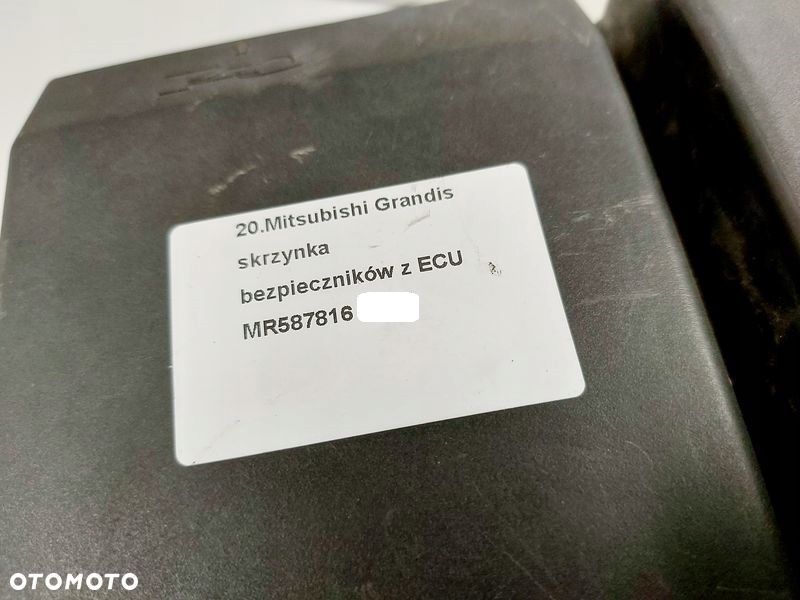 20.Mitsubishi Grandis
skrzynka
bezpieczników z ECU
MR587816
OTOMOTO